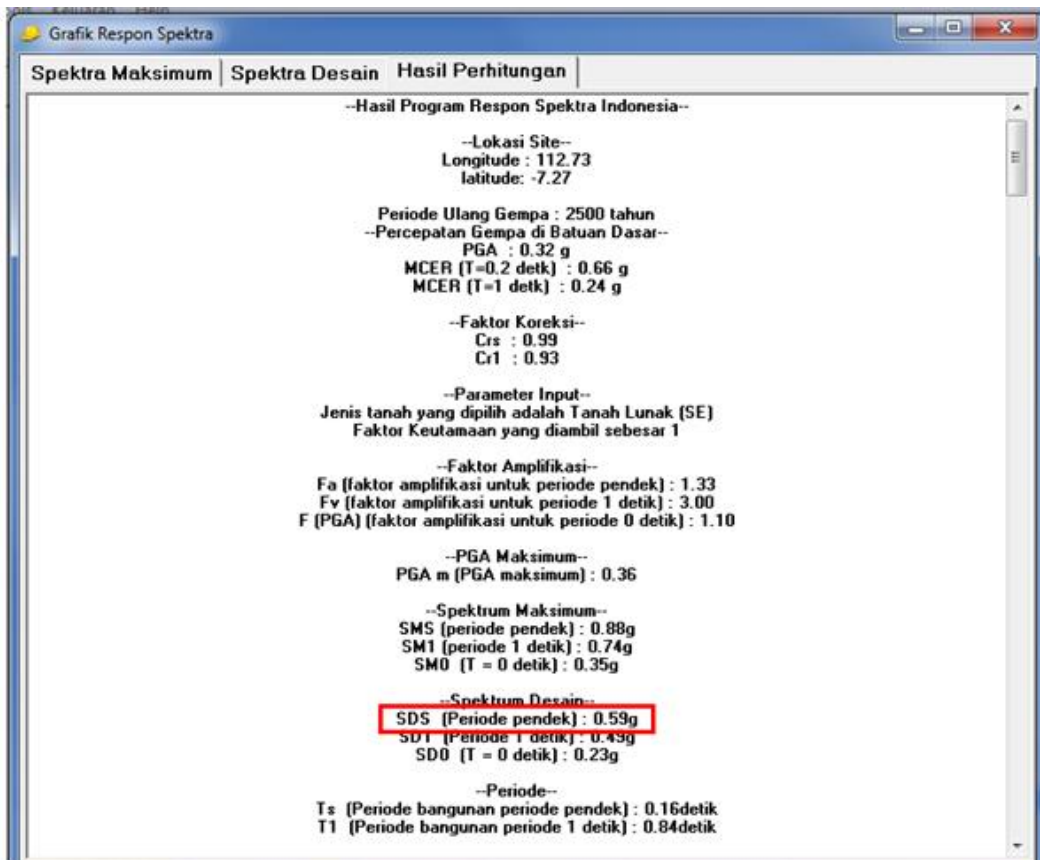 Grafik Respon Spektra
Spektra Maksimum Spektra Desain Hasil Perhitungan
--Hasil Program Respon Spektra Indonesia--
--Lokasi Site--
Longitude : 112.73
latitude: -7.27
Periode Ulang Gempa : 2500 tahun
--Percepatan Gempa di Batuan Dasar--
PGA : 0.32 g
MCER (T=0.2 detk) : 0.66 g
MCER (T=1 detk) : 0.24 g
--Faktor Koreksi--
Crs : 0.99
Cr1 : 0.93
--Parameter Input--
Jenis tanah yang dipilih adalah Tanah Lunak (SE)
Faktor Keutamaan yang diambil sebesar 1
--Faktor Amplifikasi--
Fa (faktor amplifikasi untuk periode pendek) : 1.33
Fv (faktor amplifikasi untuk periode 1 detik) : 3.00
F (PGA) (faktor amplifikasi untuk periode 0 detik) : 1.10
--PGA Maksimum--
PGA m (PGA maksimum) : 0.36
--Spektrum Maksimum--
SMS (periode pendek) : 0.88g
SM1 (periode 1 detik) : 0.74g
SM0 (T = 0 detik) : 0.35g
--Spektrum Desain--
SDS (Periode pendek) : 0.59g
SD1 (Periode 1 detik) : 0.49g
SD0 (T = 0 detik) : 0.23g
--Periode--
Ts (Periode bangunan periode pendek) : 0.16detik
T1 (Periode bangunan periode 1 detik) : 0.84detik